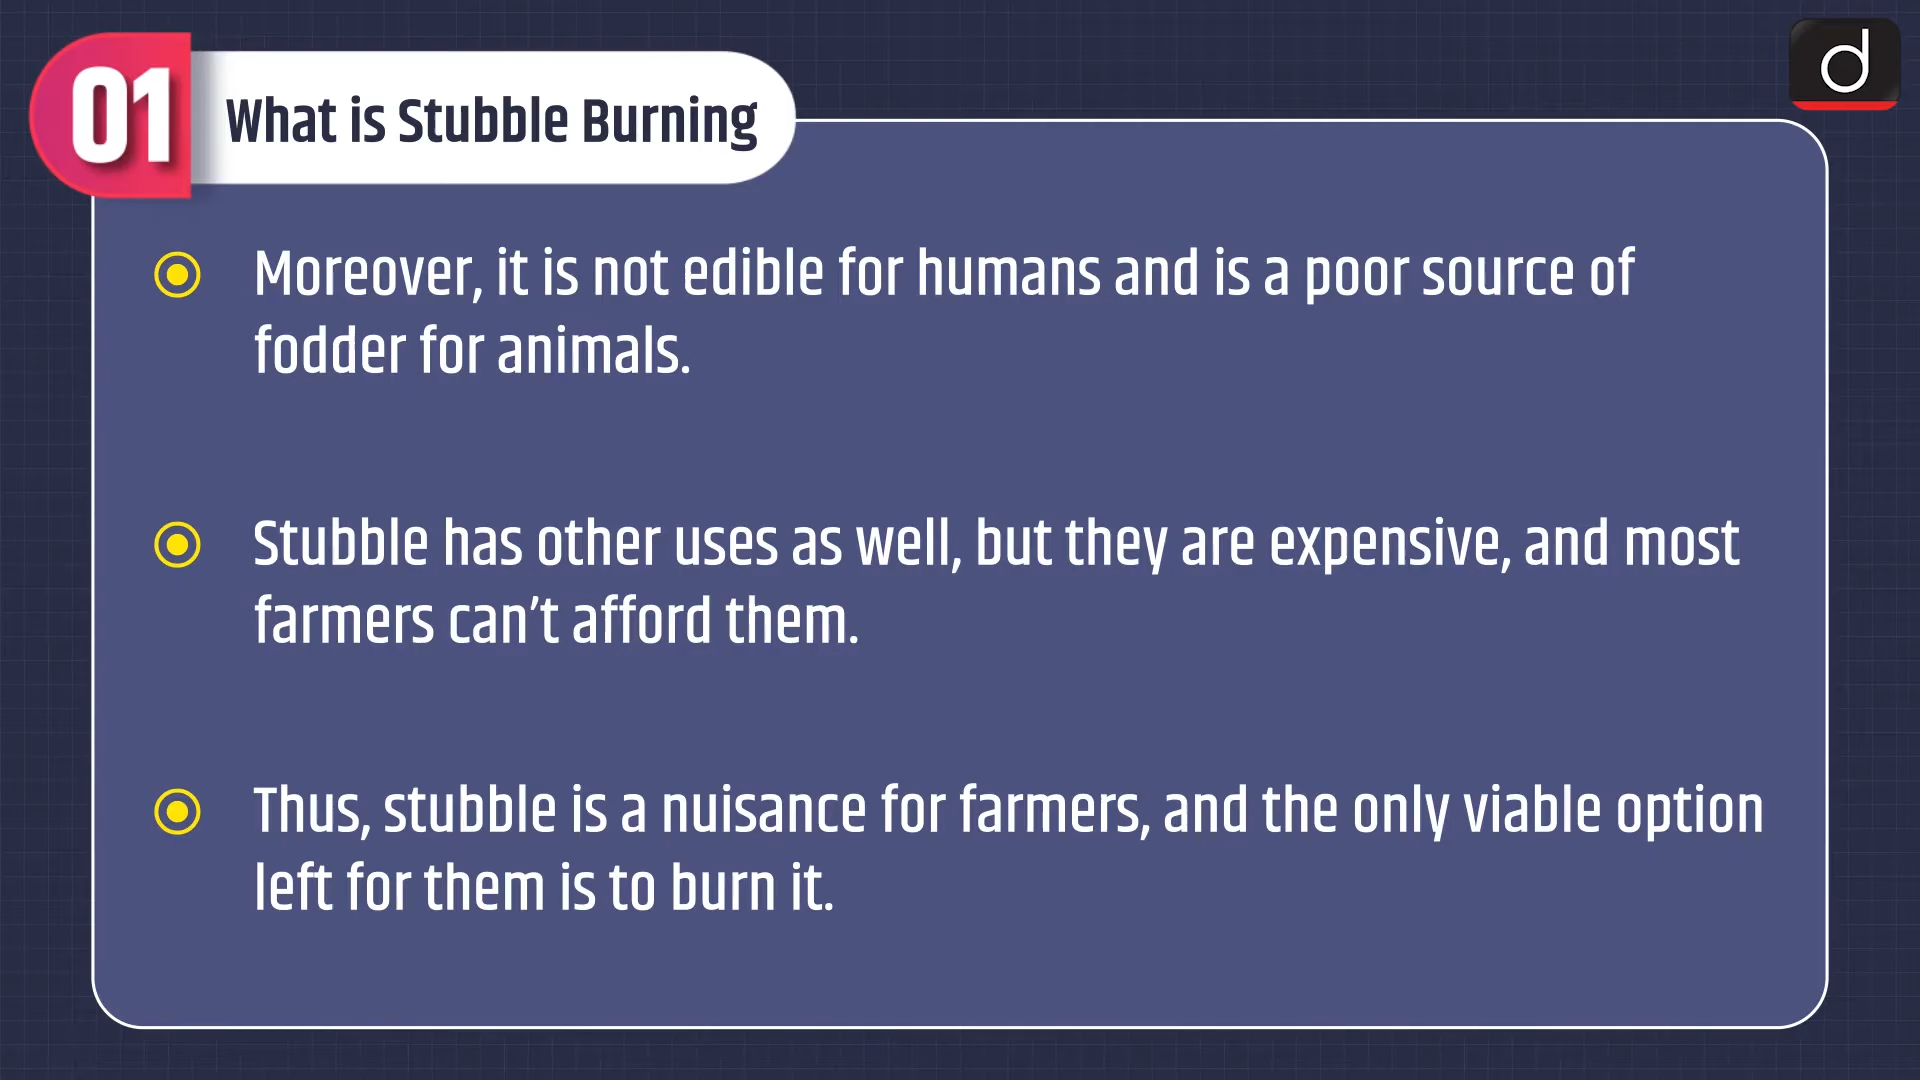 01
What is Stubble Burning
d
Moreover, it is not edible for humans and is a poor source of
fodder for animals.
Stubble has other uses as well, but they are expensive, and most
farmers can’t afford them.
Thus, stubble is a nuisance for farmers, and the only viable option
left for them is to burn it.